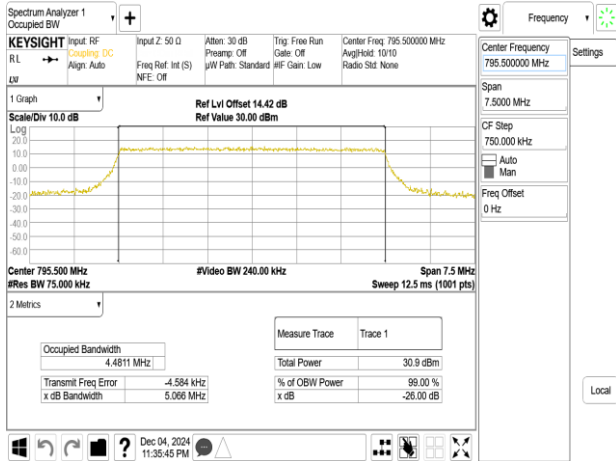 Spectrum Analyzer 1
Occupied BW
Frequency
KEYSIGHT
RL
Input: RF
Coupling: DC
Align: Auto
Input Z: 50 Ω
Freq Ref: Int (S)
NFE: Off
Atten: 30 dB
Preamp: Off
µW Path: Standard
Trig: Free Run
Gate: Off
#IF Gain: Low
Center Freq: 795.500000 MHz
Avg|Hold: 10/10
Radio Std: None
Center Frequency
795.500000 MHz
Settings
Span
7.5000 MHz
CF Step
750.000 kHz
Auto
Man
Freq Offset
0 Hz
Local
1 Graph
Scale/Div 10.0 dB
Ref Lvl Offset 14.42 dB
Ref Value 30.00 dBm
Log
20.0
10.0
0.00
-10.0
-20.0
-30.0
-40.0
-50.0
-60.0
Center 795.500 MHz
#Video BW 240.00 kHz
Span 7.5 MHz
#Res BW 75.000 kHz
Sweep 12.5 ms (1001 pts)
2 Metrics
Measure Trace Trace 1
Occupied Bandwidth
4.4811 MHz
Total Power 30.9 dBm
Transmit Freq Error -4.584 kHz
% of OBW Power 99.00 %
x dB Bandwidth 5.066 MHz
x dB -26.00 dB
Dec 04, 2024
11:35:45 PM